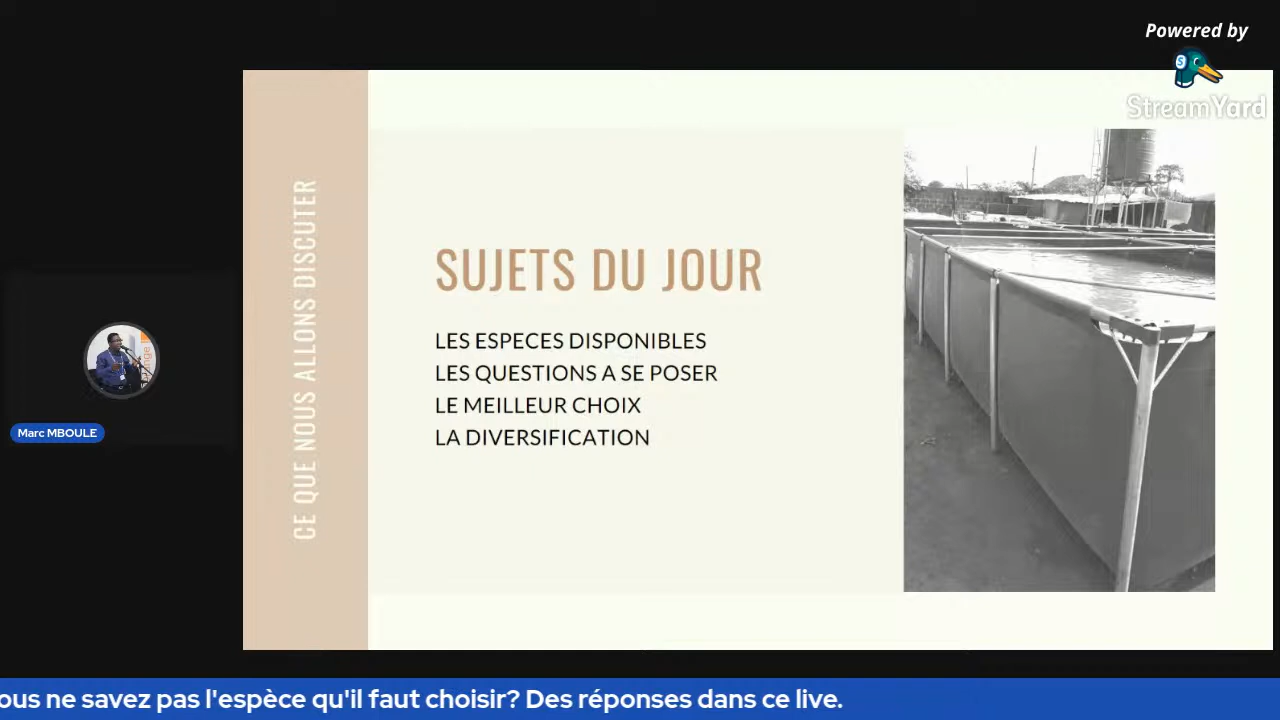 Powered by
StreamYard
CE QUE NOUS ALLONS DISCUTER
SUJETS DU JOUR
LES ESPECES DISPONIBLES
LES QUESTIONS A SE POSER
LE MEILLEUR CHOIX
LA DIVERSIFICATION
Marc MBOULE
ous ne savez pas l'espèce qu'il faut choisir? Des réponses dans ce live.